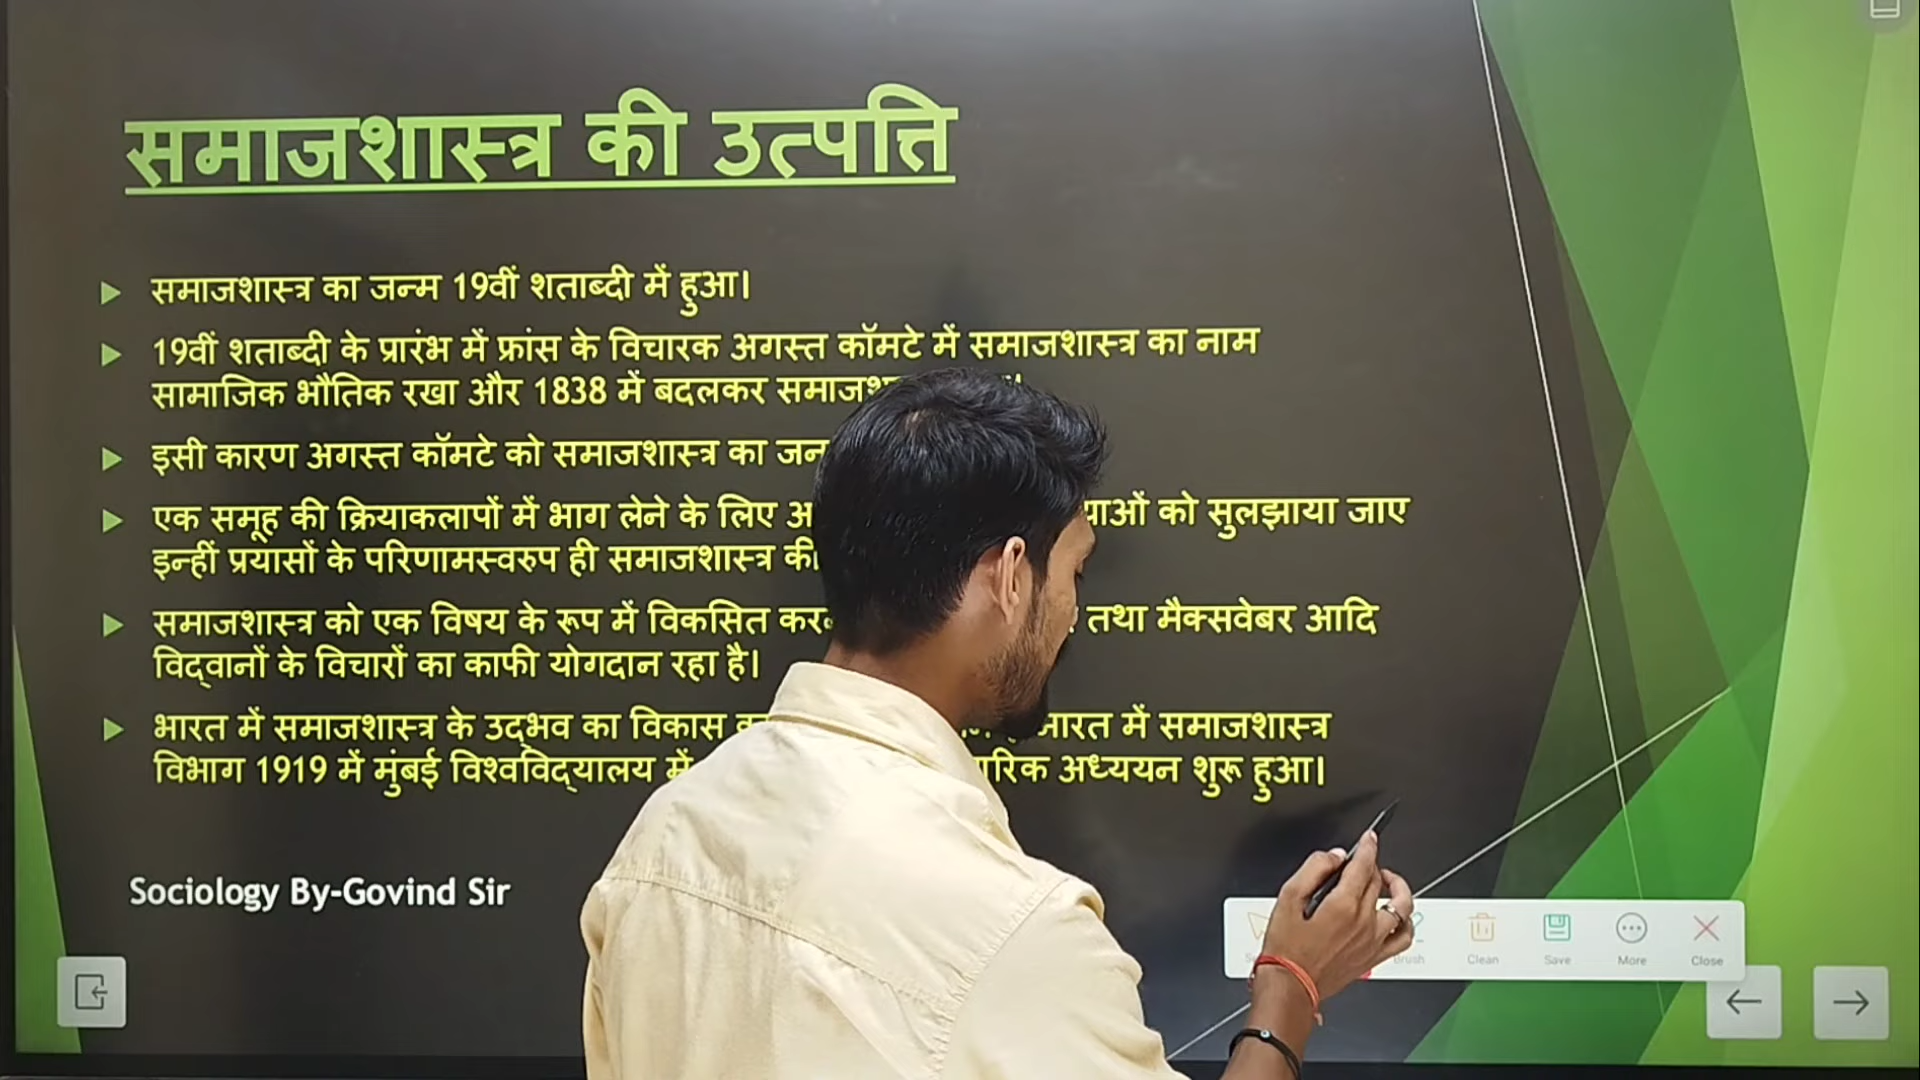 समाजशास्त्र की उत्पत्ति
समाजशास्त्र का जन्म 19वीं शताब्दी में हुआ।
19वीं शताब्दी के प्रारंभ में फ्रांस के विचारक अगस्त कॉमटे में समाजशास्त्र का नाम
सामाजिक भौतिक रखा और 1838 में बदलकर
इसी कारण अगस्त कॉमटे को समाजशास्त्र का
एक समूह की क्रियाकलापों में भाग लेने के लिए को सुलझाया जाए
इन्हीं प्रयासों के परिणामस्वरुप ही समाजशास्त्र की
समाजशास्त्र को एक विषय के रूप में विकसित तथा मैक्सवेबर आदि
विद्वानों के विचारों का काफी योगदान रहा है।
भारत में समाजशास्त्र के उद्भव का विकास में समाजशास्त्र
विभाग 1919 में मुंबई विश्वविद्यालय में अध्ययन शुरू हुआ।
Sociology By-Govind Sir
Clean Save More Close